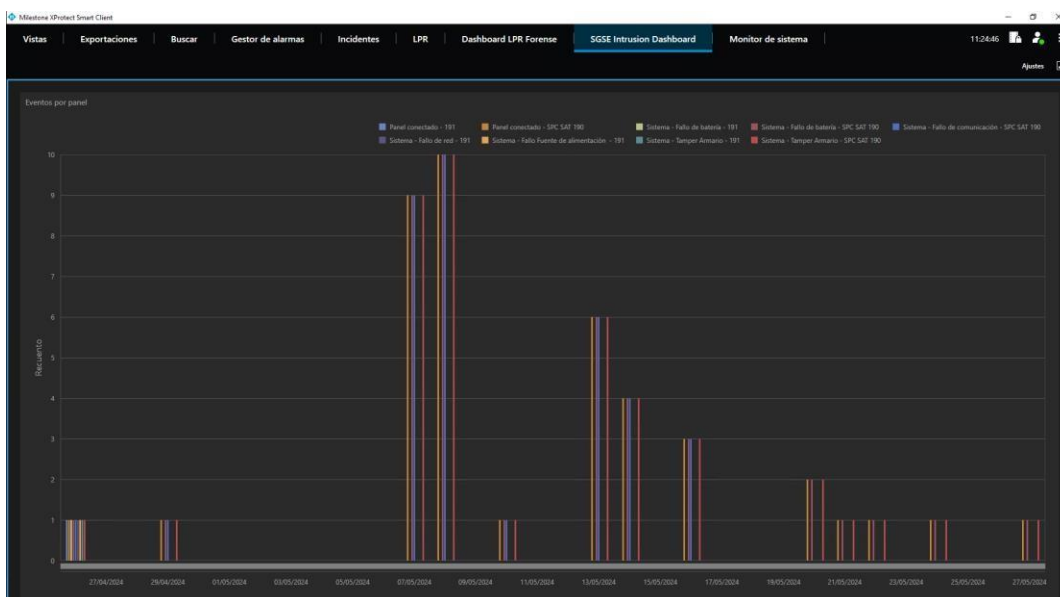 Milestone XProtect Smart Client
Vistas Exportaciones Buscar Gestor de alarmas Incidentes LPR Dashboard LPR Forense SGSE Intrusion Dashboard Monitor de sistema 11:24:46
Ajustes
Eventos por panel
Panel conectado - 191 Panel conectado - SPC SAT 190 Sistema - Fallo de batería - 191 Sistema - Fallo de batería - SPC SAT 190 Sistema - Fallo de comunicación - SPC SAT 190
Sistema - Fallo de red - 191 Sistema - Fallo Fuente de alimentación - 191 Sistema - Tamper Armario - 191 Sistema - Tamper Armario - SPC SAT 190
10
9
8
7
6
5
4
3
2
1
0
Recuento
27/04/2024 29/04/2024 01/05/2024 03/05/2024 05/05/2024 07/05/2024 09/05/2024 11/05/2024 13/05/2024 15/05/2024 17/05/2024 19/05/2024 21/05/2024 23/05/2024 25/05/2024 27/05/2024